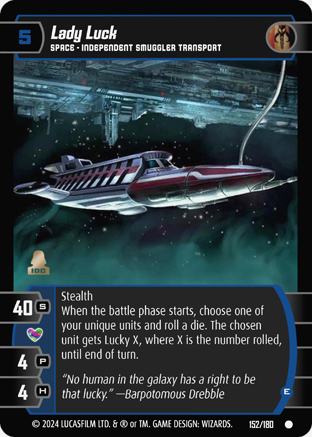 5
Lady Luck
SPACE • INDEPENDENT SMUGGLER TRANSPORT
IDC
40 S
4 P
4 H
Stealth
When the battle phase starts, choose one of
your unique units and roll a die. The chosen
unit gets Lucky X, where X is the number rolled,
until end of turn.
“No human in the galaxy has a right to be
that lucky.” —Barpotomous Drebble
E
© 2024 LUCASFILM LTD. & ® or TM. GAME DESIGN: WIZARDS. 152/180